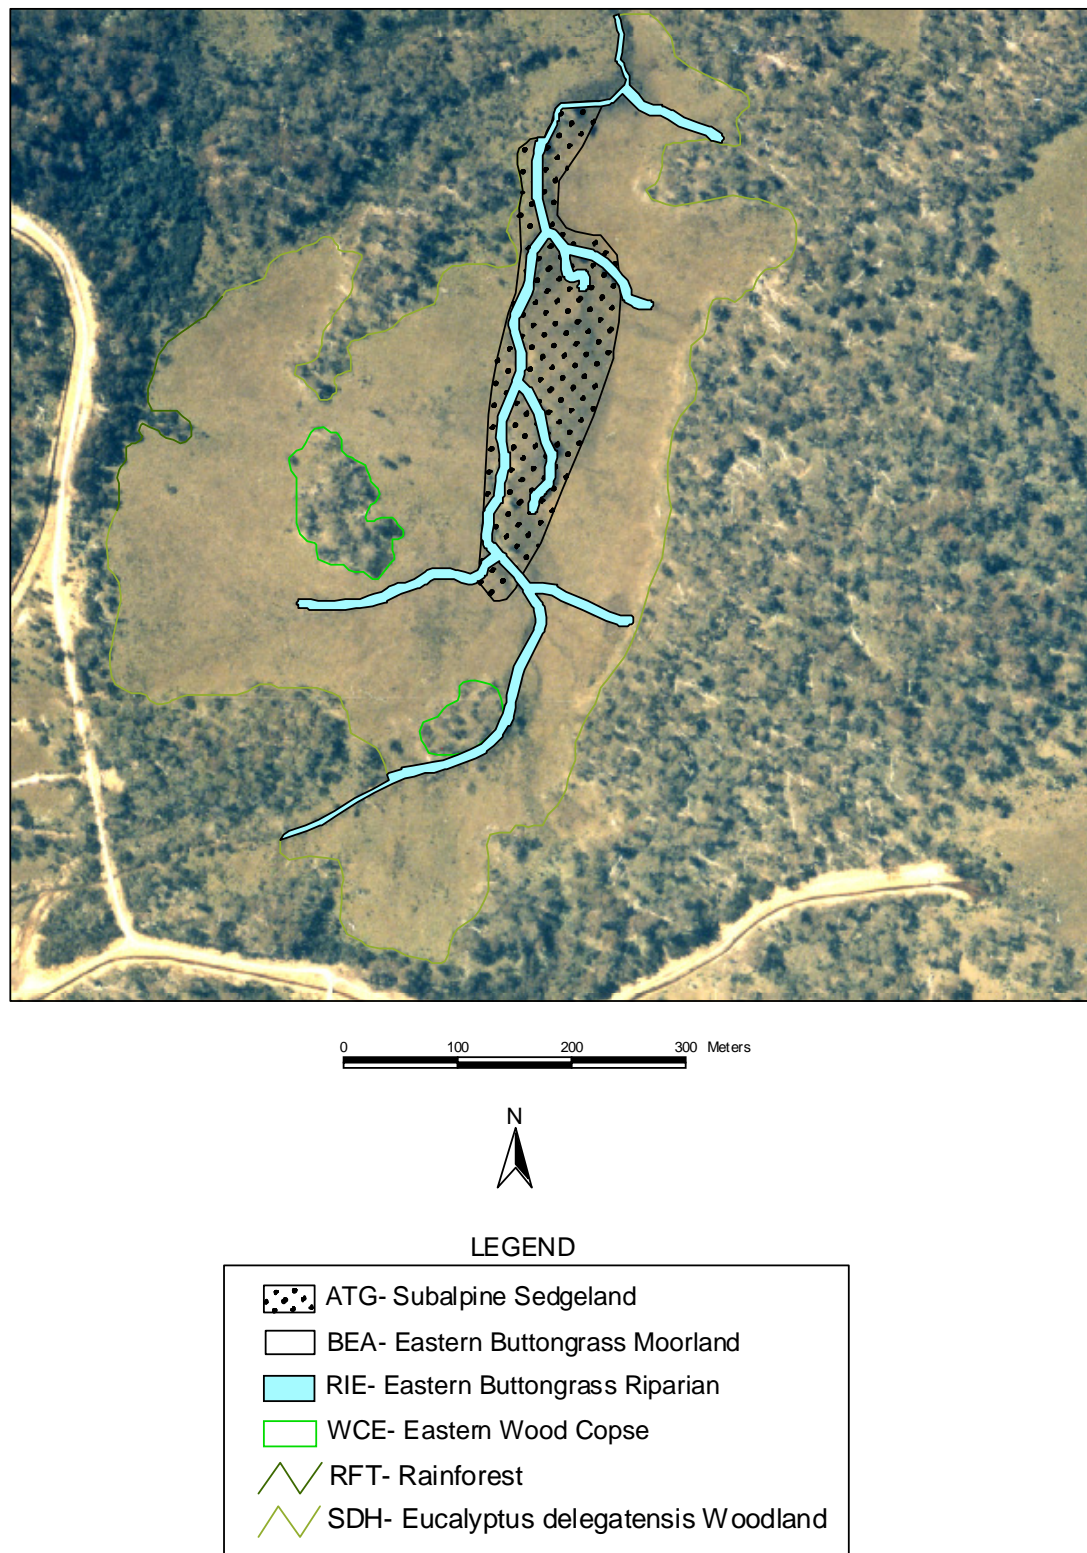 0 100 200 300 Meters
N
LEGEND
ATG- Subalpine Sedgeland
BEA- Eastern Buttongrass Moorland
RIE- Eastern Buttongrass Riparian
WCE- Eastern Wood Copse
RFT- Rainforest
SDH- Eucalyptus delegatensis Woodland